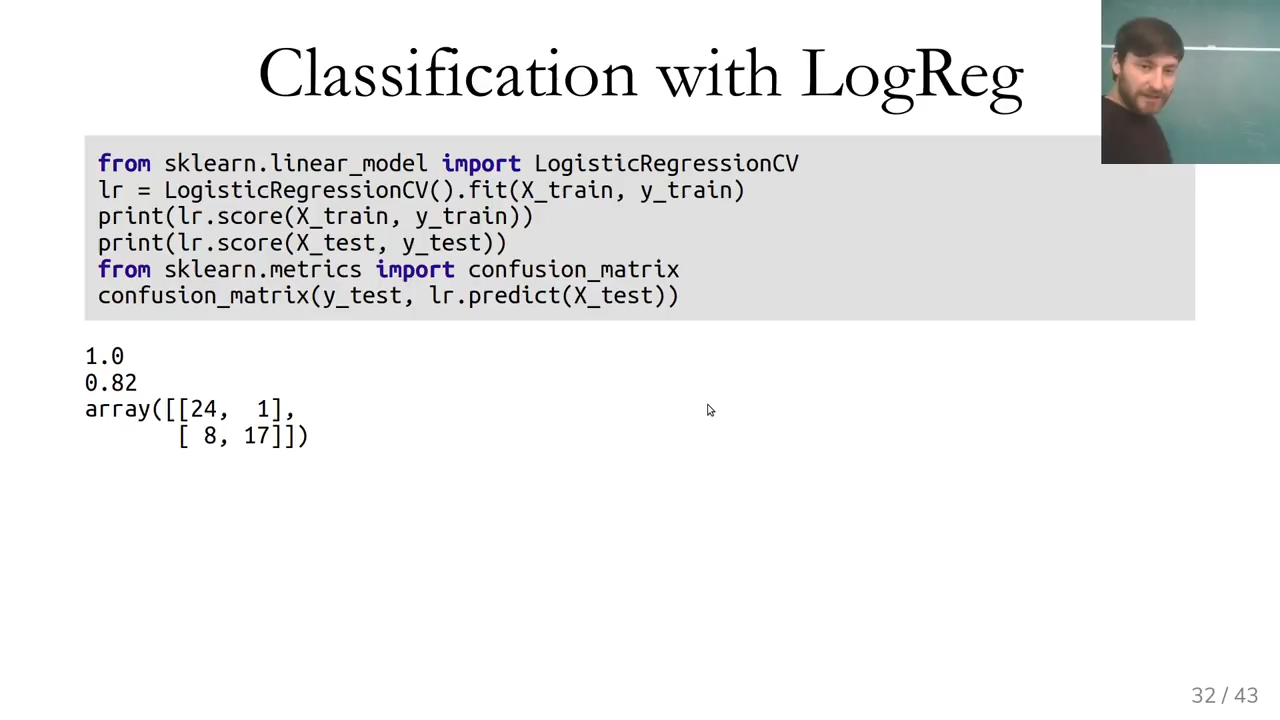 Classification with LogReg
from sklearn.linear_model import LogisticRegressionCV
lr = LogisticRegressionCV().fit(X_train, y_train)
print(lr.score(X_train, y_train))
print(lr.score(X_test, y_test))
from sklearn.metrics import confusion_matrix
confusion_matrix(y_test, lr.predict(X_test))
1.0
0.82
array([[24,  1],
       [ 8, 17]])
32 / 43